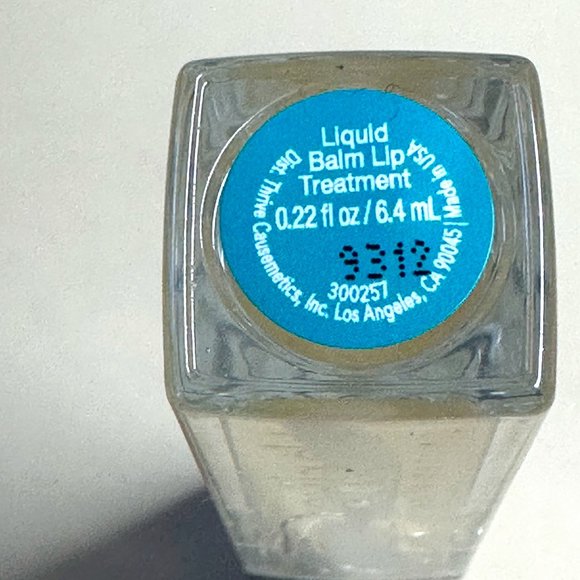 Liquid
Balm Lip
Treatment
0.22 fl oz / 6.4 mL
9312
300257
Dist. Thrive Causemetics, Inc. Los Angeles, CA 90045 | Made in USA